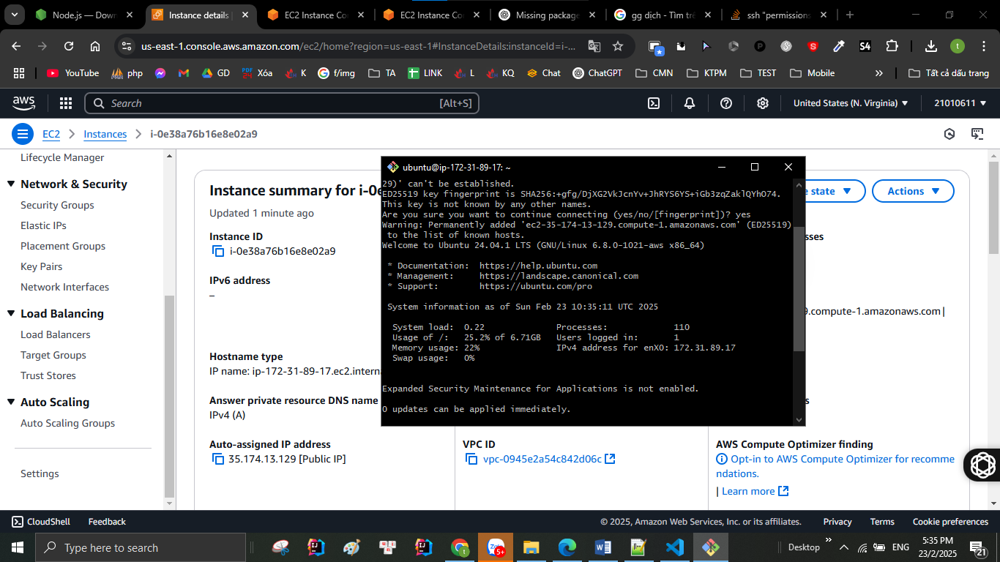 Node.js — Down
Instance details
EC2 Instance Co
EC2 Instance Co
Missing package
gg dịch - Tìm trê
ssh "permissions
us-east-1.console.aws.amazon.com/ec2/home?region=us-east-1#InstanceDetails:instanceId=i-...
S4
t
YouTube
php
GD
PDF 24
Xóa
K
f/img
TA
LINK
L
KQ
Chat
ChatGPT
CMN
KTPM
TEST
Mobile
»
Tất cả dấu trang
aws
Search
[Alt+S]
United States (N. Virginia)
21010611
EC2
Instances
i-0e38a76b16e8e02a9
Lifecycle Manager
Network & Security
Security Groups
Elastic IPs
Placement Groups
Key Pairs
Network Interfaces
Load Balancing
Load Balancers
Target Groups
Trust Stores
Auto Scaling
Auto Scaling Groups
Settings
Instance summary for i-0e
Updated 1 minute ago
e state
Actions
Instance ID
i-0e38a76b16e8e02a9
esses
IPv6 address
–
9.compute-1.amazonaws.com |
Hostname type
IP name: ip-172-31-89-17.ec2.interna
Answer private resource DNS name
IPv4 (A)
s
Auto-assigned IP address
35.174.13.129 [Public IP]
VPC ID
vpc-0945e2a54c842d06c
AWS Compute Optimizer finding
Opt-in to AWS Compute Optimizer for recomme
ndations.
| Learn more
ubuntu@ip-172-31-89-17: ~
29)' can't be established.
ED25519 key fingerprint is SHA256:+gfg/DjXG2VkJcnYv+JhRYS6YS+iGb3zqZaklQYhO74.
This key is not known by any other names.
Are you sure you want to continue connecting (yes/no/[fingerprint])? yes
Warning: Permanently added 'ec2-35-174-13-129.compute-1.amazonaws.com' (ED25519)
to the list of known hosts.
Welcome to Ubuntu 24.04.1 LTS (GNU/Linux 6.8.0-1021-aws x86_64)
* Documentation: https://help.ubuntu.com
* Management: https://landscape.canonical.com
* Support: https://ubuntu.com/pro
System information as of Sun Feb 23 10:35:11 UTC 2025
System load: 0.22 Processes: 110
Usage of /: 25.2% of 6.71GB Users logged in: 1
Memory usage: 22% IPv4 address for enX0: 172.31.89.17
Swap usage: 0%
Expanded Security Maintenance for Applications is not enabled.
0 updates can be applied immediately.
CloudShell
Feedback
© 2025, Amazon Web Services, Inc. or its affiliates.
Privacy
Terms
Cookie preferences
Type here to search
5+
Desktop
»
ENG
5:35 PM
23/2/2025
21